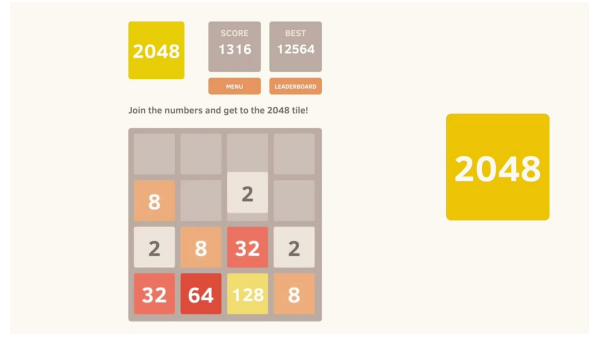 2048
SCORE
1316
BEST
12564
MENU
LEADERBOARD
Join the numbers and get to the 2048 tile!
8
2
2 8 32 2
32 64 128 8
2048